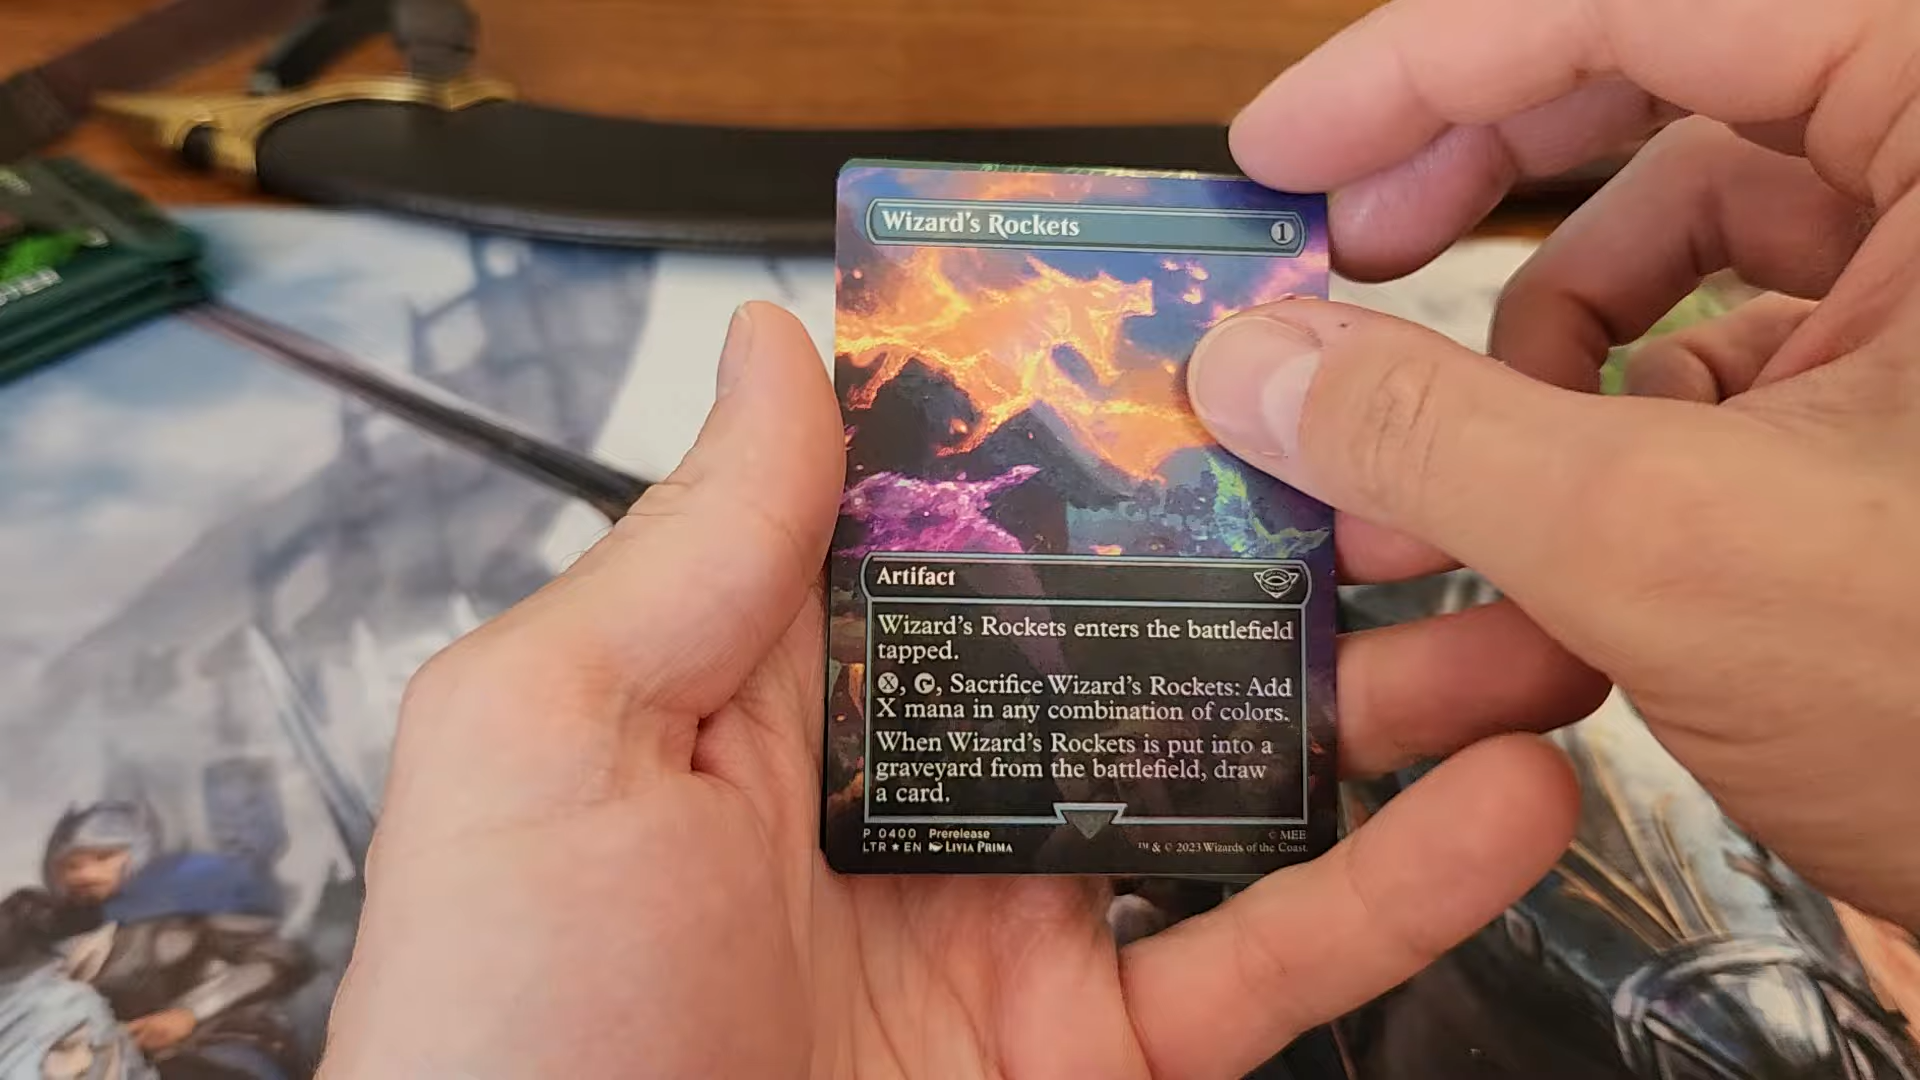 Wizard's Rockets 1
Artifact
Wizard's Rockets enters the battlefield
tapped.
X, T, Sacrifice Wizard's Rockets: Add
X mana in any combination of colors.
When Wizard's Rockets is put into a
graveyard from the battlefield, draw
a card.
P 0400 Prerelease
LTR ★ EN LIVIA PRIMA
© MEE
™ & © 2023 Wizards of the Coast